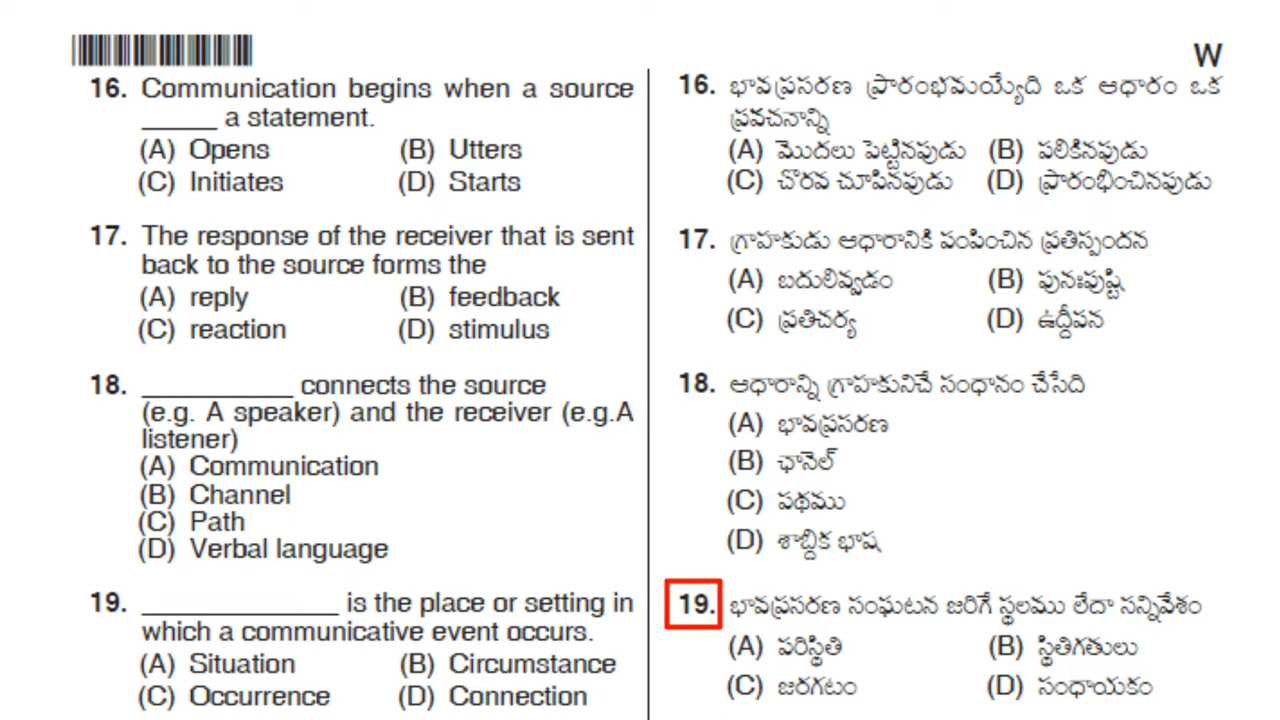 W
16. Communication begins when a source
_____ a statement.
(A) Opens (B) Utters
(C) Initiates (D) Starts
17. The response of the receiver that is sent
back to the source forms the
(A) reply (B) feedback
(C) reaction (D) stimulus
18. __________ connects the source
(e.g. A speaker) and the receiver (e.g.A
listener)
(A) Communication
(B) Channel
(C) Path
(D) Verbal language
19. _____________ is the place or setting in
which a communicative event occurs.
(A) Situation (B) Circumstance
(C) Occurrence (D) Connection
16. భావప్రసరణ ప్రారంభమయ్యేది ఒక ఆధారం ఒక
ప్రవచనాన్ని
(A) మొదలు పెట్టినపుడు (B) పలికినపుడు
(C) చొరవ చూపినపుడు (D) ప్రారంభించినపుడు
17. గ్రాహకుడు ఆధారానికి పంపించిన ప్రతిస్పందన
(A) బదులివ్వడం (B) పునఃపుష్టి
(C) ప్రతిచర్య (D) ఉద్దీపన
18. ఆధారాన్ని గ్రాహకునిచే సంధానం చేసేది
(A) భావప్రసరణ
(B) ఛానెల్
(C) పథము
(D) శాబ్దిక భాష
19. భావప్రసరణ సంఘటన జరిగే స్థలము లేదా సన్నివేశం
(A) పరిస్థితి (B) స్థితిగతులు
(C) జరగటం (D) సంధాయకం